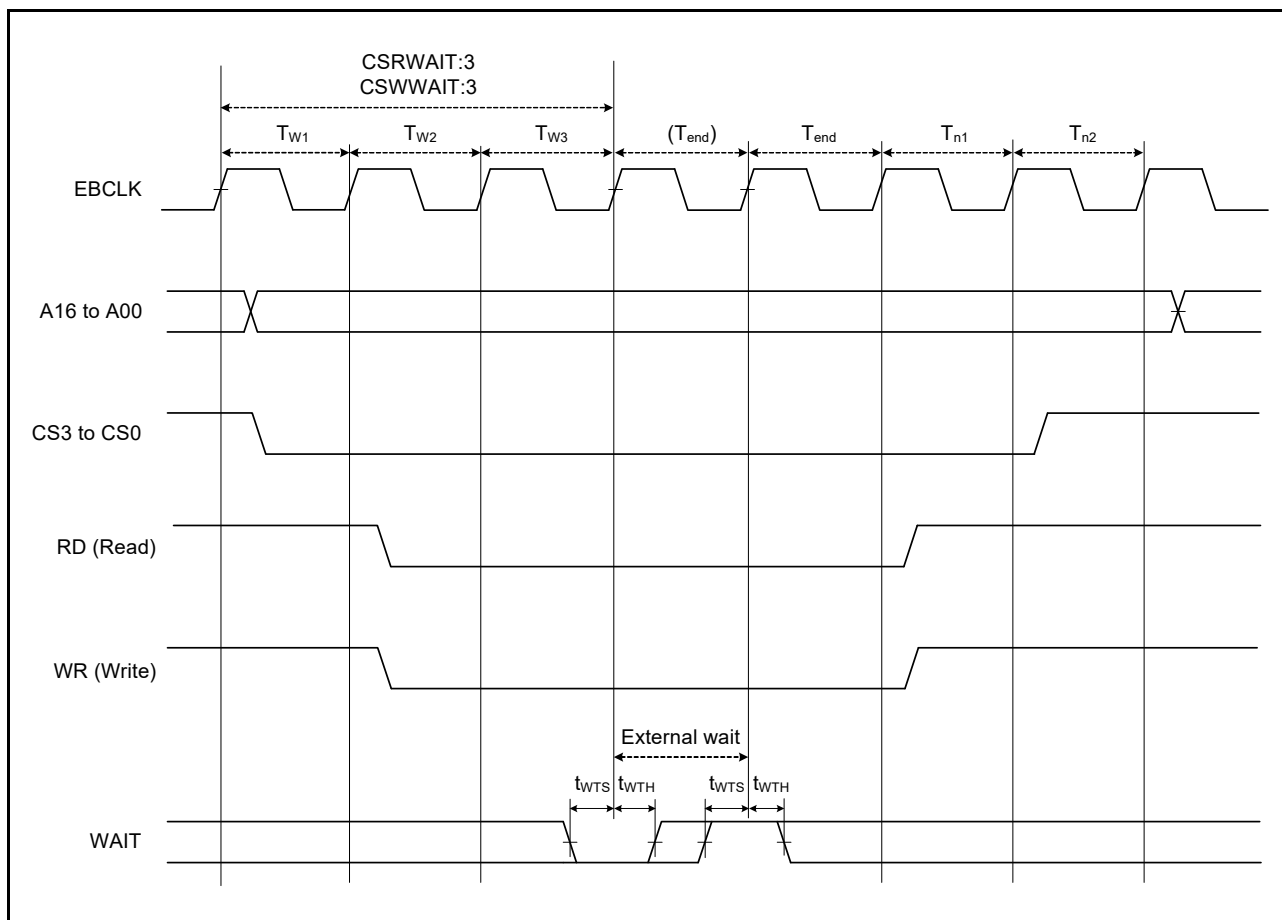 CSRWAIT:3
CSWWAIT:3
TW1 TW2 TW3 (Tend) Tend Tn1 Tn2
EBCLK
A16 to A00
CS3 to CS0
RD (Read)
WR (Write)
External wait
tWTS tWTH tWTS tWTH
WAIT